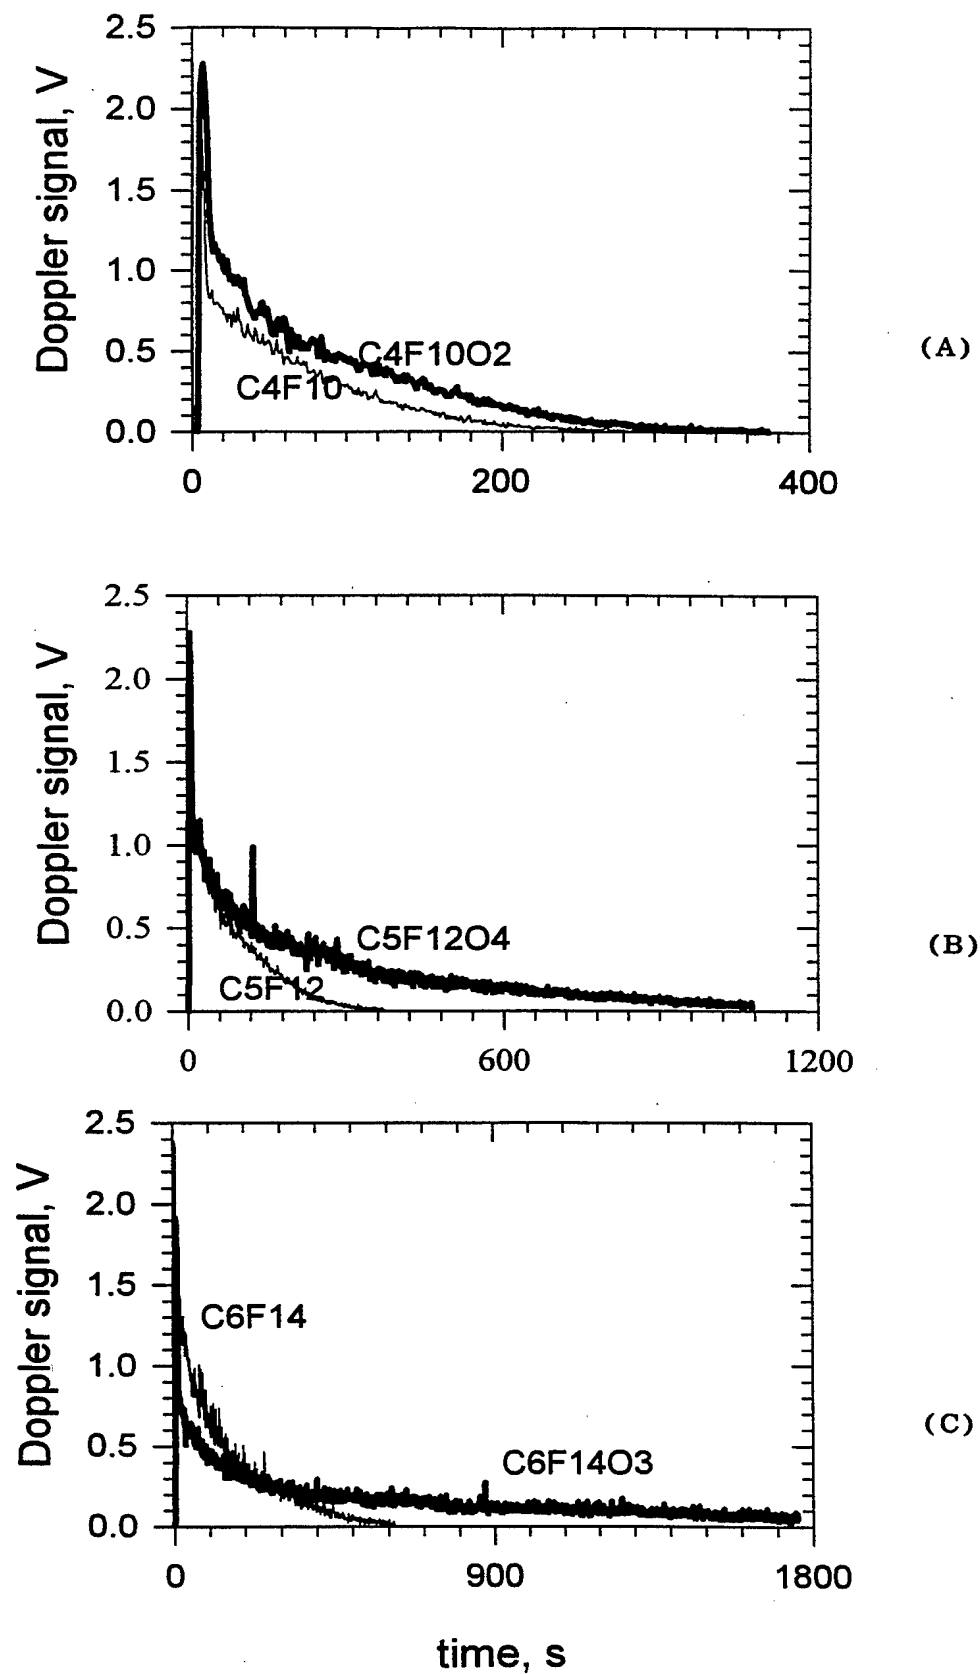 2.5
2.0
1.5
1.0
0.5
0.0
Doppler signal, V
C4F10O2
C4F10
0 200 400
(A)
2.5
2.0
1.5
1.0
0.5
0.0
Doppler signal, V
C5F12O4
C5F12
0 600 1200
(B)
2.5
2.0
1.5
1.0
0.5
0.0
Doppler signal, V
C6F14
C6F14O3
0 900 1800
(C)
time, s